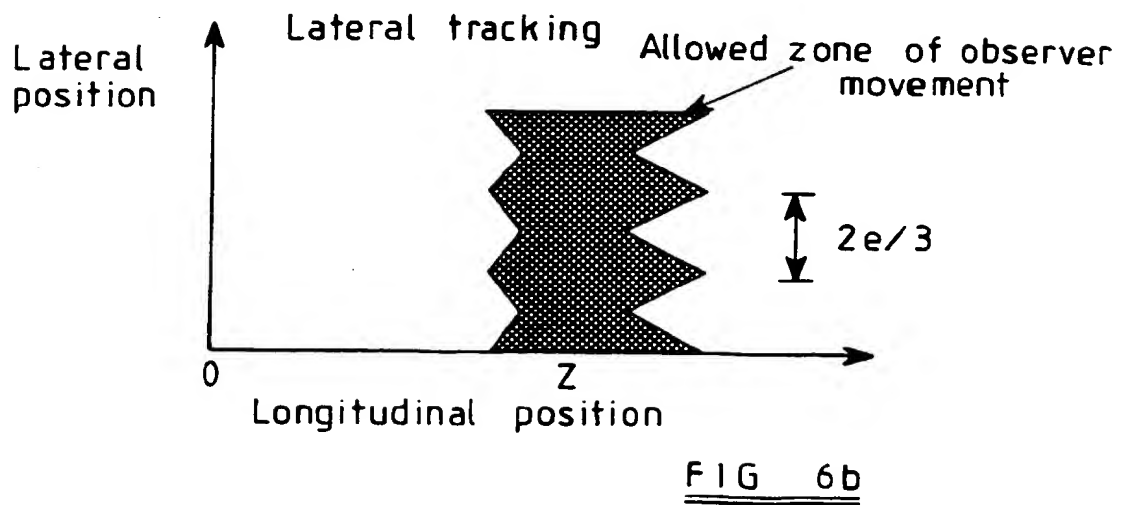 Lateral tracking
Lateral
position
Allowed zone of observer
movement
2e/3
0
Z
Longitudinal position
FIG 6b